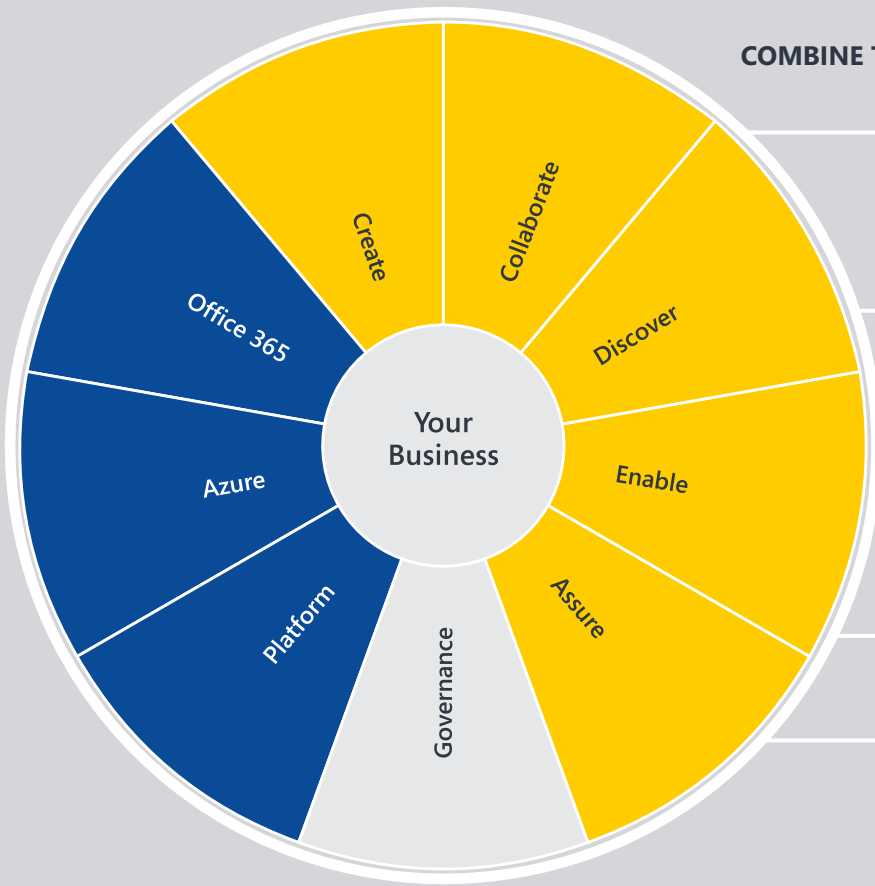 COMBINE
Create
Collaborate
Discover
Enable
Assure
Governance
Platform
Azure
Office 365
Your
Business